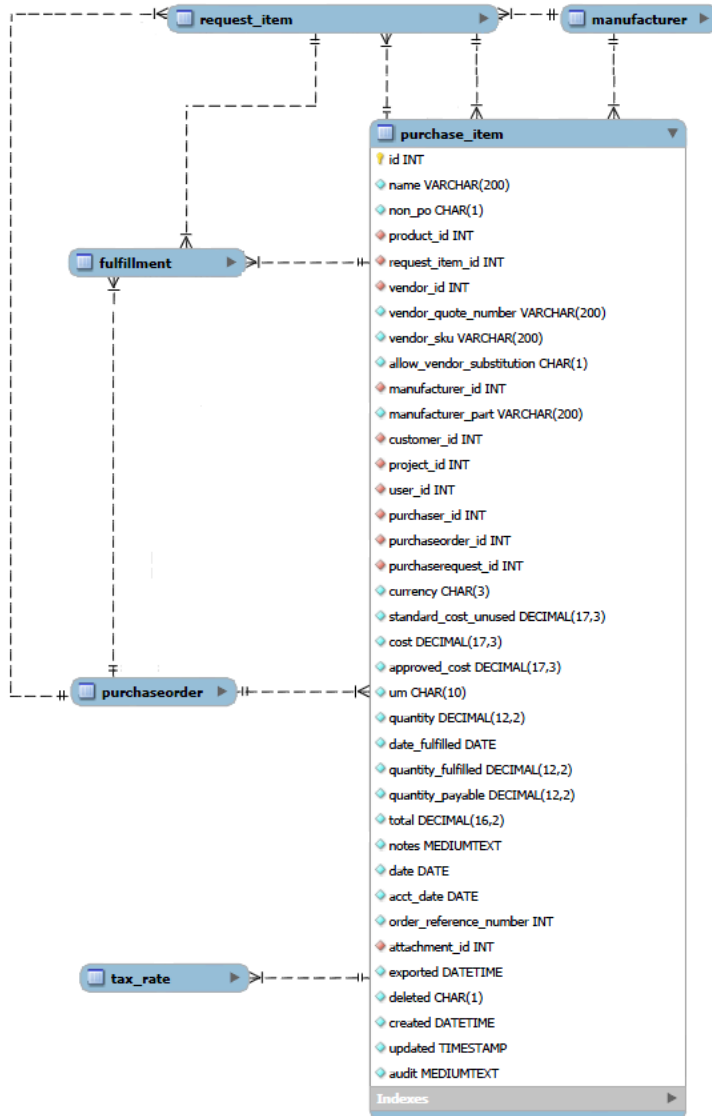 request_item
manufacturer
purchase_item
id INT
name VARCHAR(200)
non_po CHAR(1)
product_id INT
request_item_id INT
vendor_id INT
vendor_quote_number VARCHAR(200)
vendor_sku VARCHAR(200)
allow_vendor_substitution CHAR(1)
manufacturer_id INT
manufacturer_part VARCHAR(200)
customer_id INT
project_id INT
user_id INT
purchaser_id INT
purchaseorder_id INT
purchaserequest_id INT
currency CHAR(3)
standard_cost_unused DECIMAL(17,3)
cost DECIMAL(17,3)
approved_cost DECIMAL(17,3)
um CHAR(10)
quantity DECIMAL(12,2)
date_fulfilled DATE
quantity_fulfilled DECIMAL(12,2)
quantity_payable DECIMAL(12,2)
total DECIMAL(16,2)
notes MEDIUMTEXT
date DATE
acct_date DATE
order_reference_number INT
attachment_id INT
exported DATETIME
deleted CHAR(1)
created DATETIME
updated TIMESTAMP
audit MEDIUMTEXT
Indexes
fulfillment
purchaseorder
tax_rate